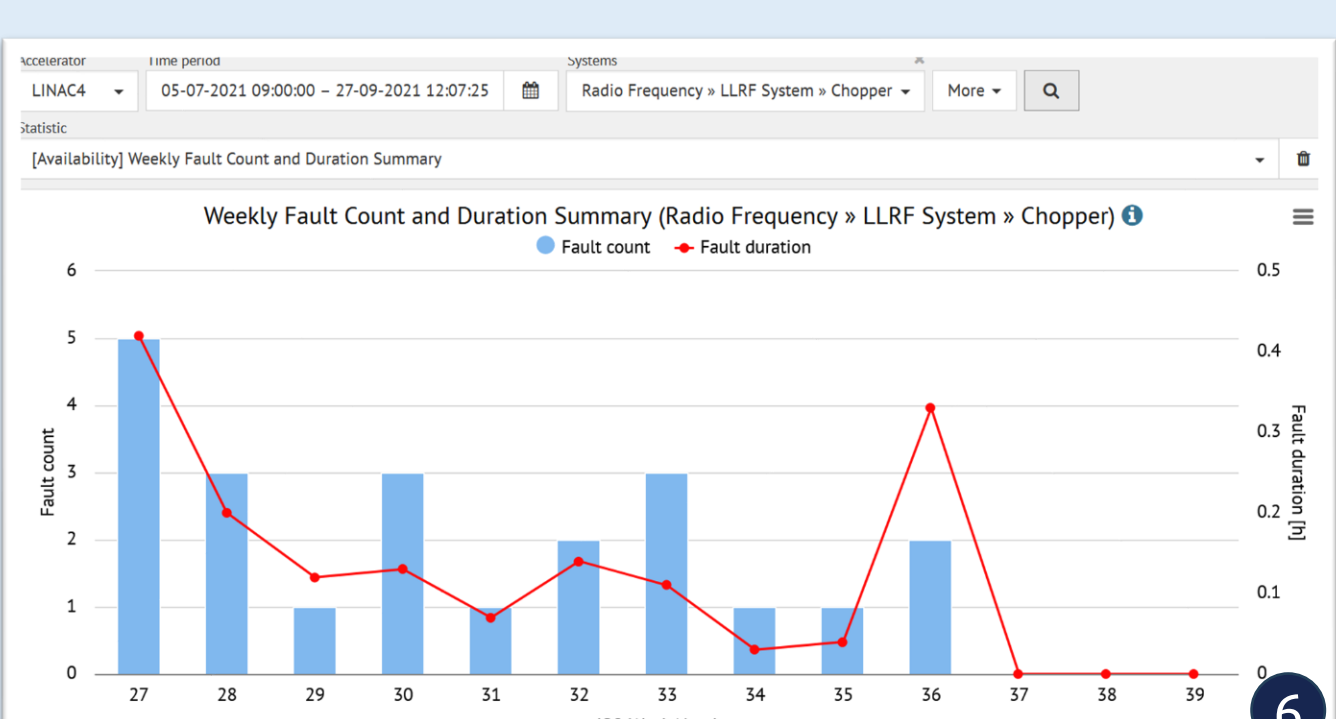 Accelerator Time period Systems
LINAC4 05-07-2021 09:00:00 – 27-09-2021 12:07:25 Radio Frequency » LLRF System » Chopper More
Statistic
[Availability] Weekly Fault Count and Duration Summary
Weekly Fault Count and Duration Summary (Radio Frequency » LLRF System » Chopper)
Fault count Fault duration
6 0.5
5
0.4
4
0.3
3
0.2
2
0.1
1
0 0
Fault count
Fault duration [h]
27 28 29 30 31 32 33 34 35 36 37 38 39
6